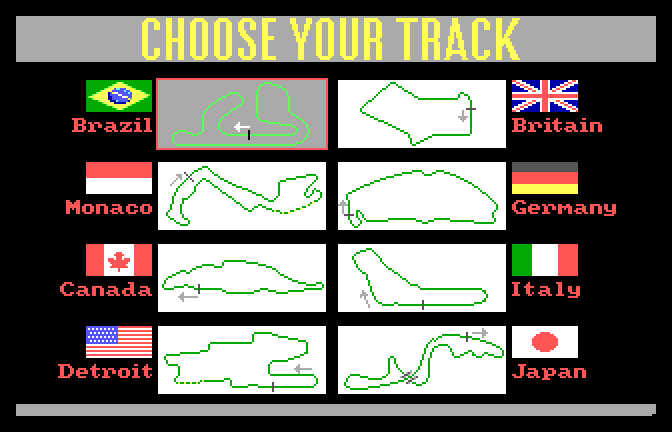 CHOOSE YOUR TRACK
Brazil
Britain
Monaco
Germany
Canada
Italy
Detroit
Japan